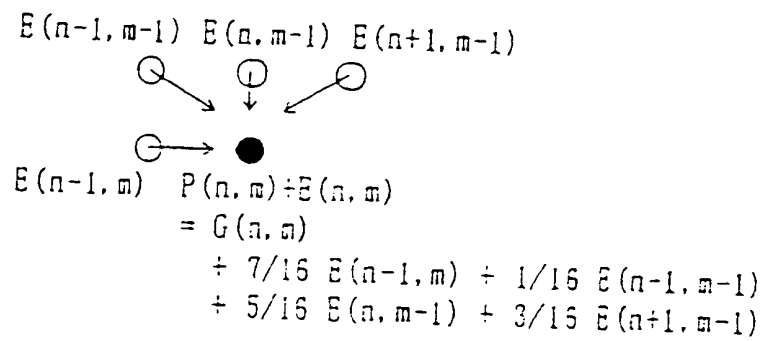 E(n-1, m-1) E(n, m-1) E(n+1, m-1)
E(n-1, m) P(n, m)+E(n, m)
= G(n, m)
+ 7/16 E(n-1, m) + 1/16 E(n-1, m-1)
+ 5/16 E(n, m-1) + 3/16 E(n+1, m-1)